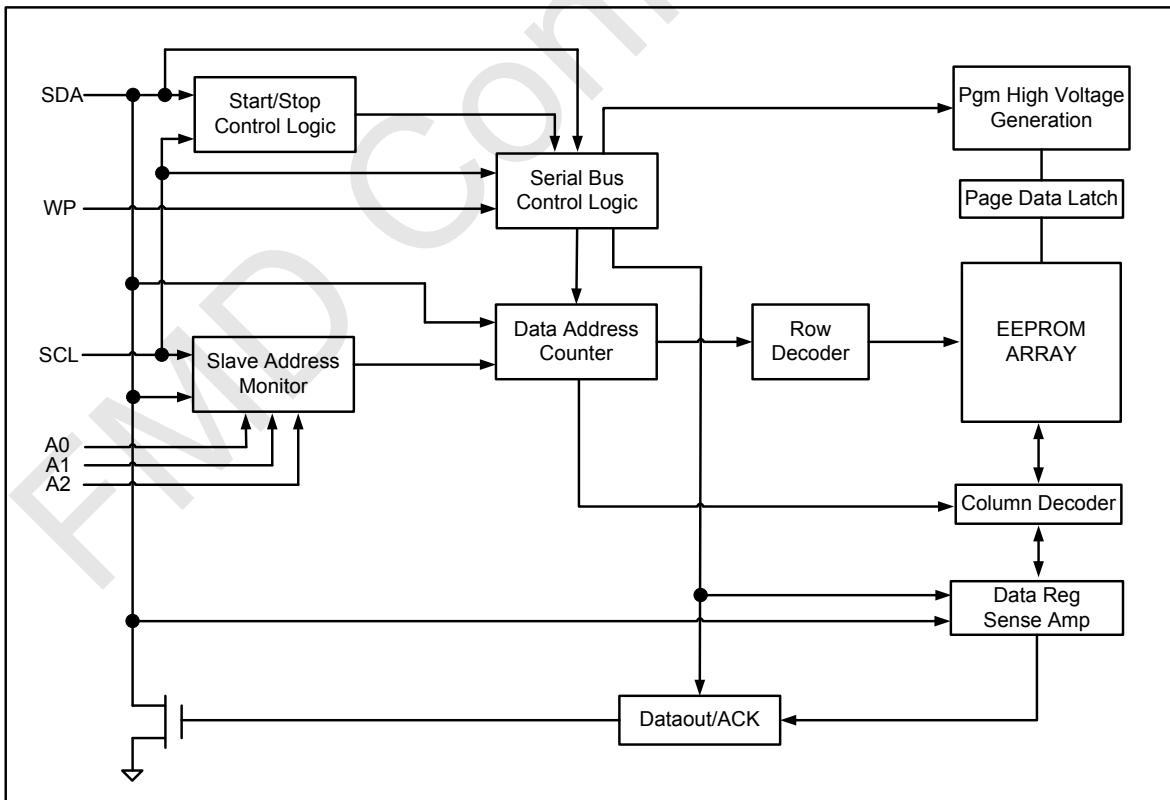 SDA
Start/Stop
Control Logic
Pgm High Voltage
Generation
Serial Bus
Control Logic
WP
Page Data Latch
Data Address
Counter
Row
Decoder
EEPROM
ARRAY
SCL
Slave Address
Monitor
A0
A1
A2
Column Decoder
Data Reg
Sense Amp
Dataout/ACK
FMD Con